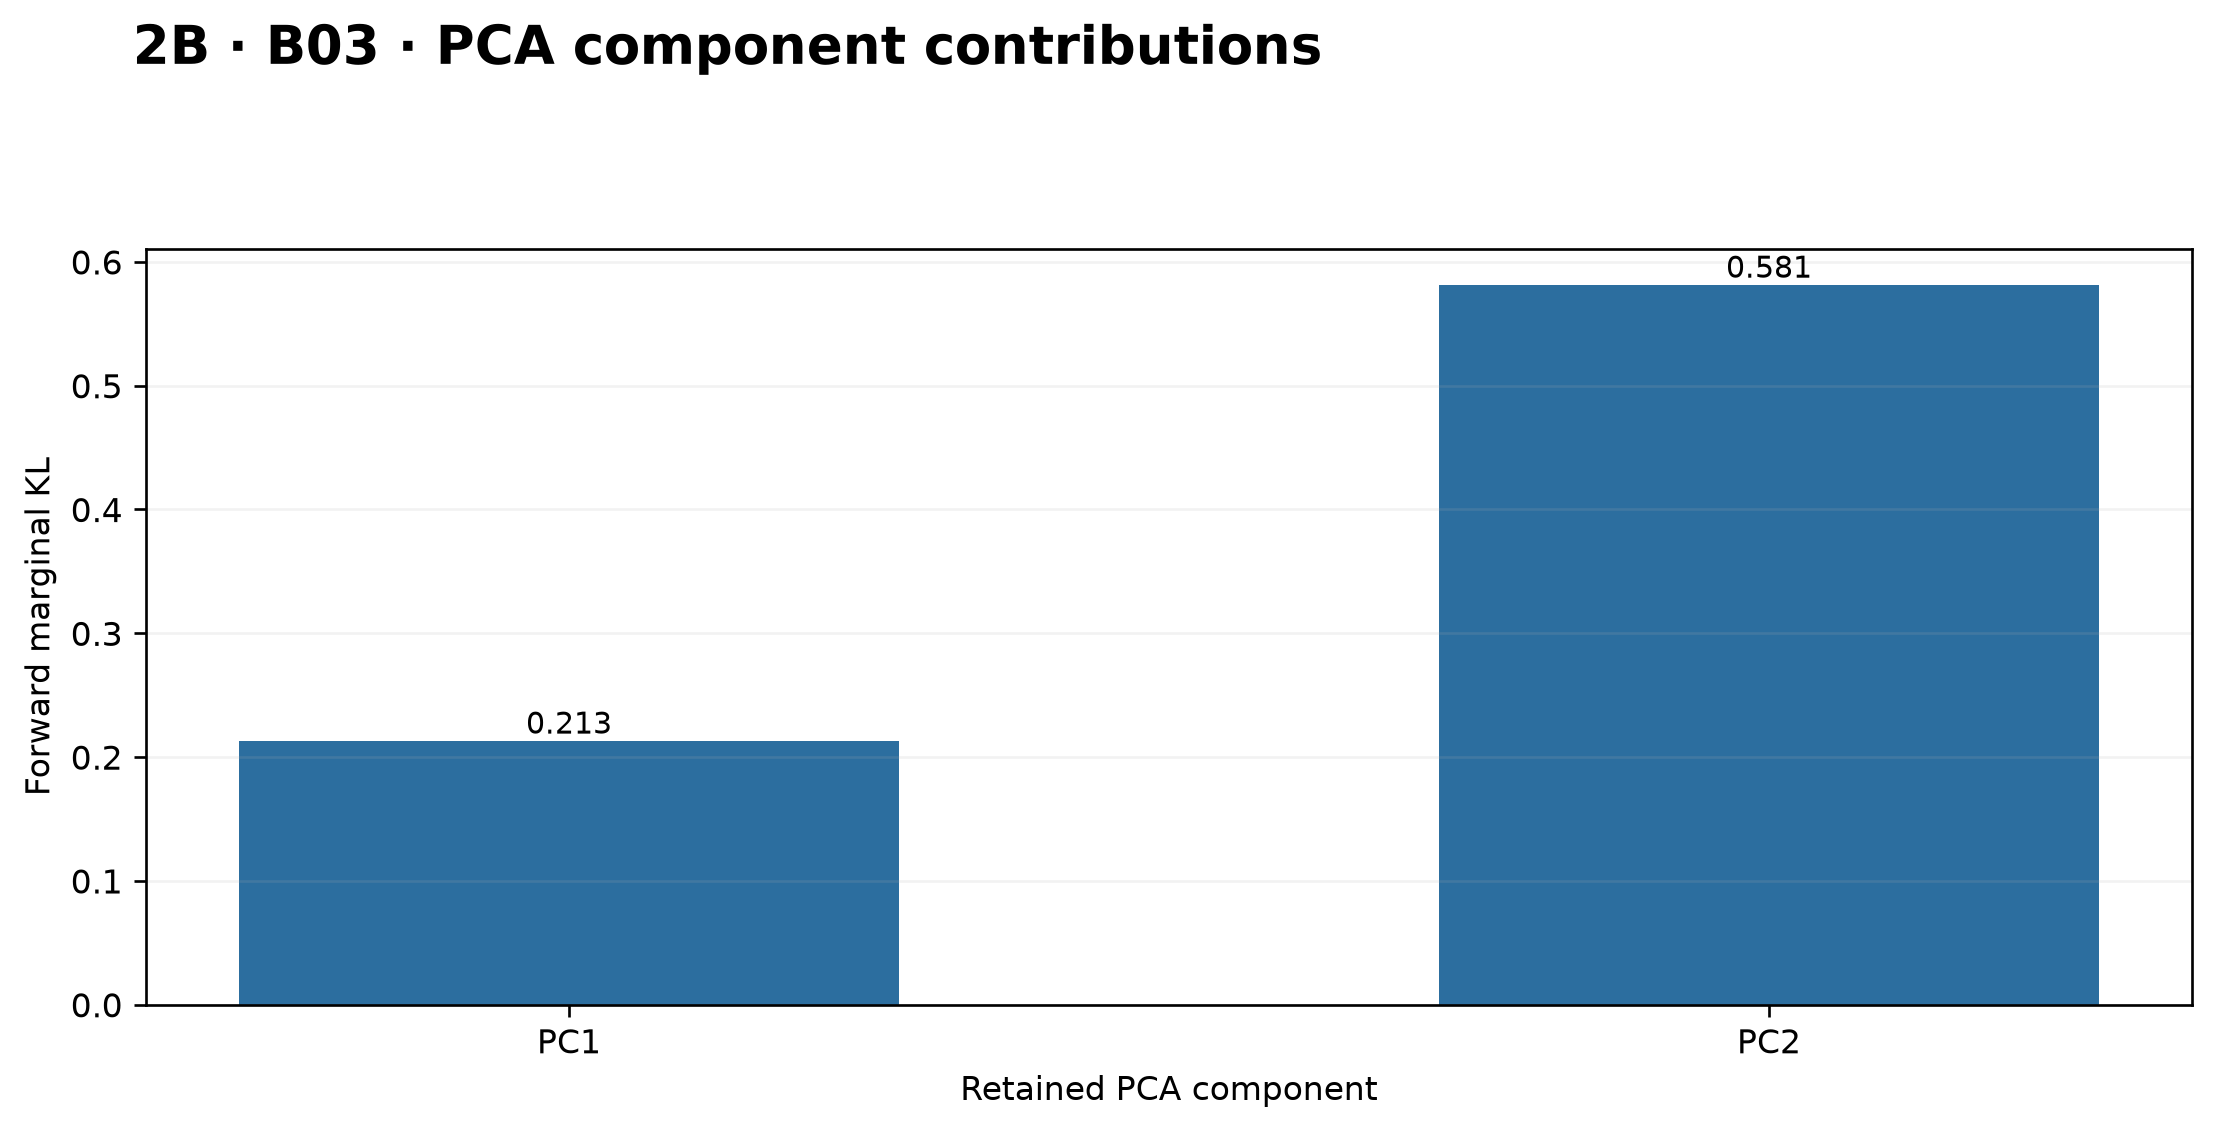 2B · B03 · PCA component contributions
Forward marginal KL
0.6
0.5
0.4
0.3
0.2
0.1
0.0
0.213
0.581
PC1
PC2
Retained PCA component